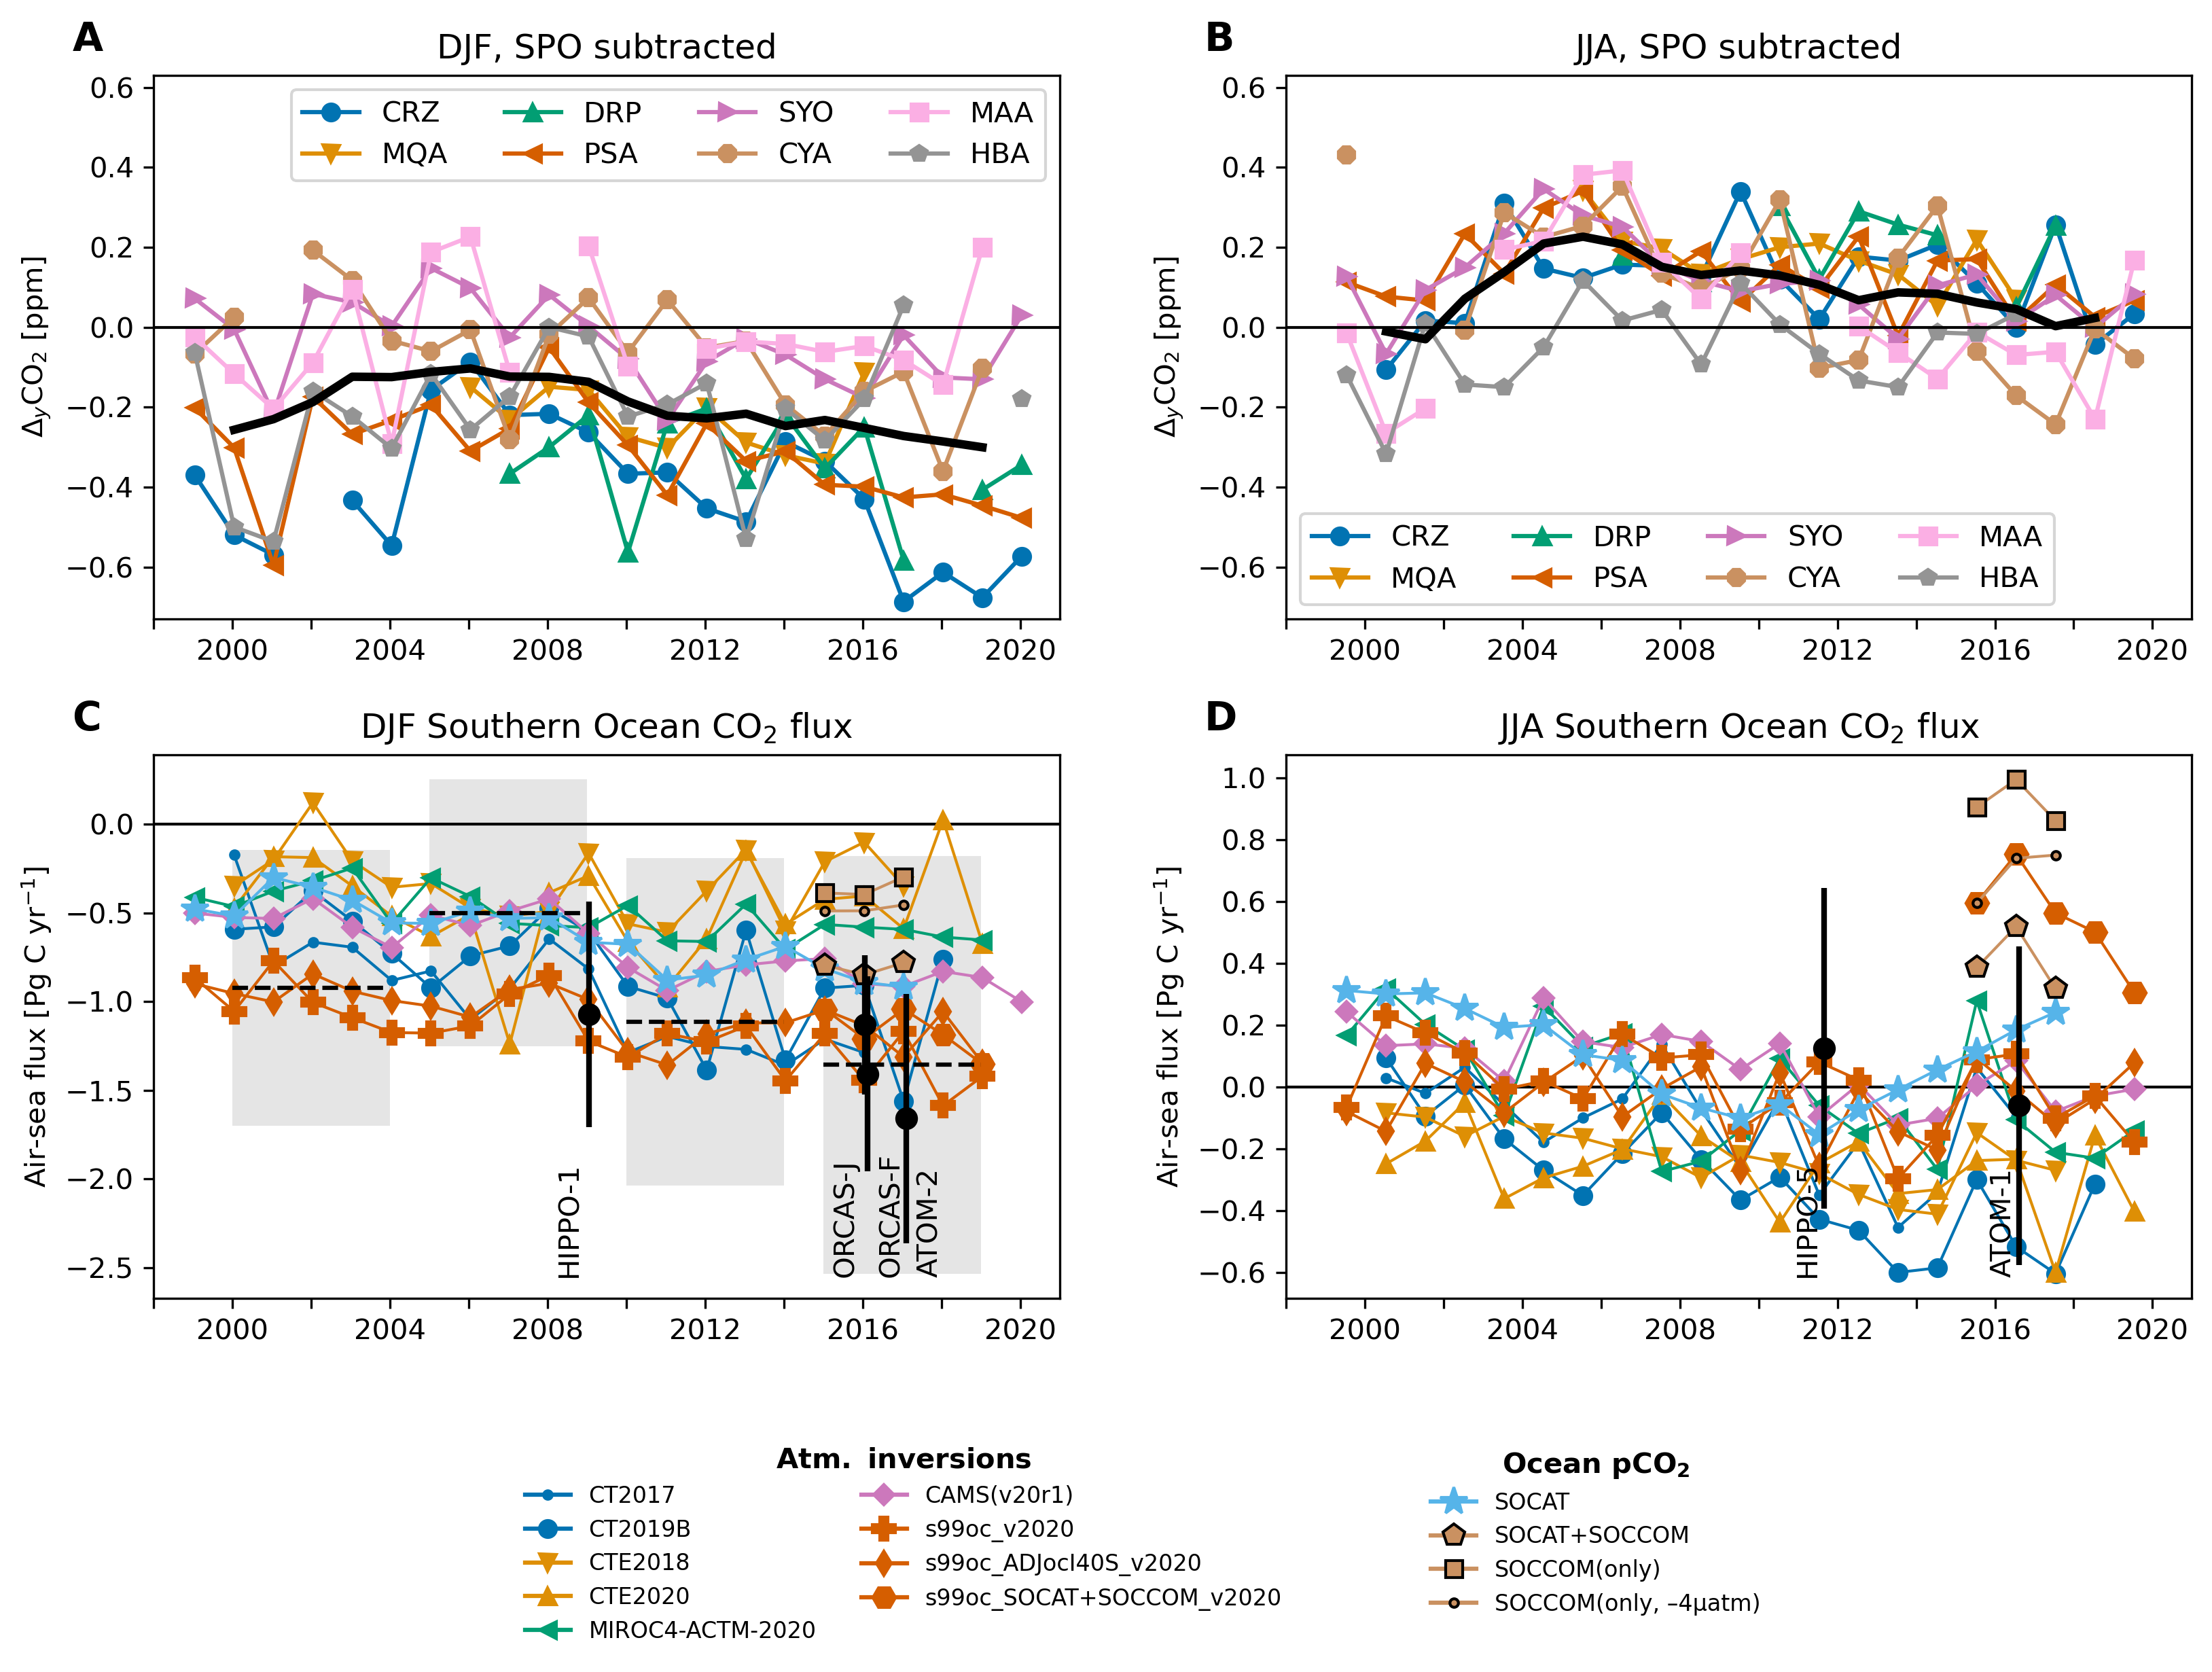 A
DJF, SPO subtracted
Δ_yCO₂ [ppm]
0.6
0.4
0.2
0.0
−0.2
−0.4
−0.6
CRZ
DRP
SYO
MAA
MQA
PSA
CYA
HBA
2000
2004
2008
2012
2016
2020
B
JJA, SPO subtracted
Δ_yCO₂ [ppm]
0.6
0.4
0.2
0.0
−0.2
−0.4
−0.6
CRZ
DRP
SYO
MAA
MQA
PSA
CYA
HBA
2000
2004
2008
2012
2016
2020
C
DJF Southern Ocean CO₂ flux
Air-sea flux [Pg C yr⁻¹]
0.0
−0.5
−1.0
−1.5
−2.0
−2.5
HIPPO-1
ORCAS-J
ORCAS-F
ATOM-2
2000
2004
2008
2012
2016
2020
D
JJA Southern Ocean CO₂ flux
Air-sea flux [Pg C yr⁻¹]
1.0
0.8
0.6
0.4
0.2
0.0
−0.2
−0.4
−0.6
HIPPO-5
ATOM-1
2000
2004
2008
2012
2016
2020
Atm. inversions
CT2017
CT2019B
CTE2018
CTE2020
MIROC4-ACTM-2020
CAMS(v20r1)
s99oc_v2020
s99oc_ADJocI40S_v2020
s99oc_SOCAT+SOCCOM_v2020
Ocean pCO₂
SOCAT
SOCAT+SOCCOM
SOCCOM(only)
SOCCOM(only, –4μatm)